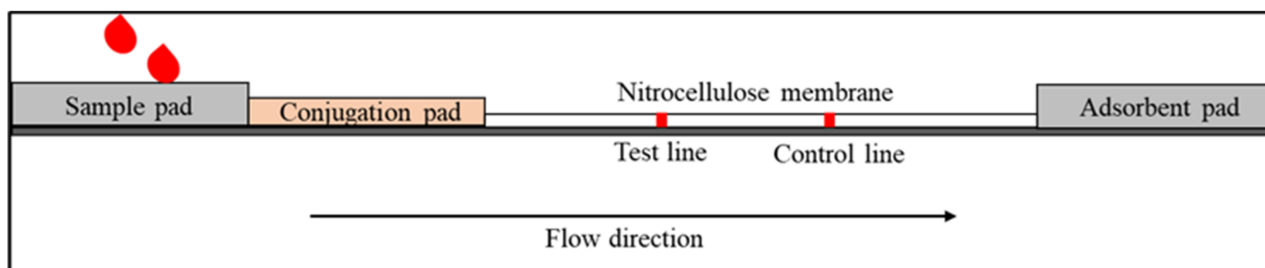 Nitrocellulose membrane
Sample pad
Conjugation pad
Adsorbent pad
Test line
Control line
Flow direction